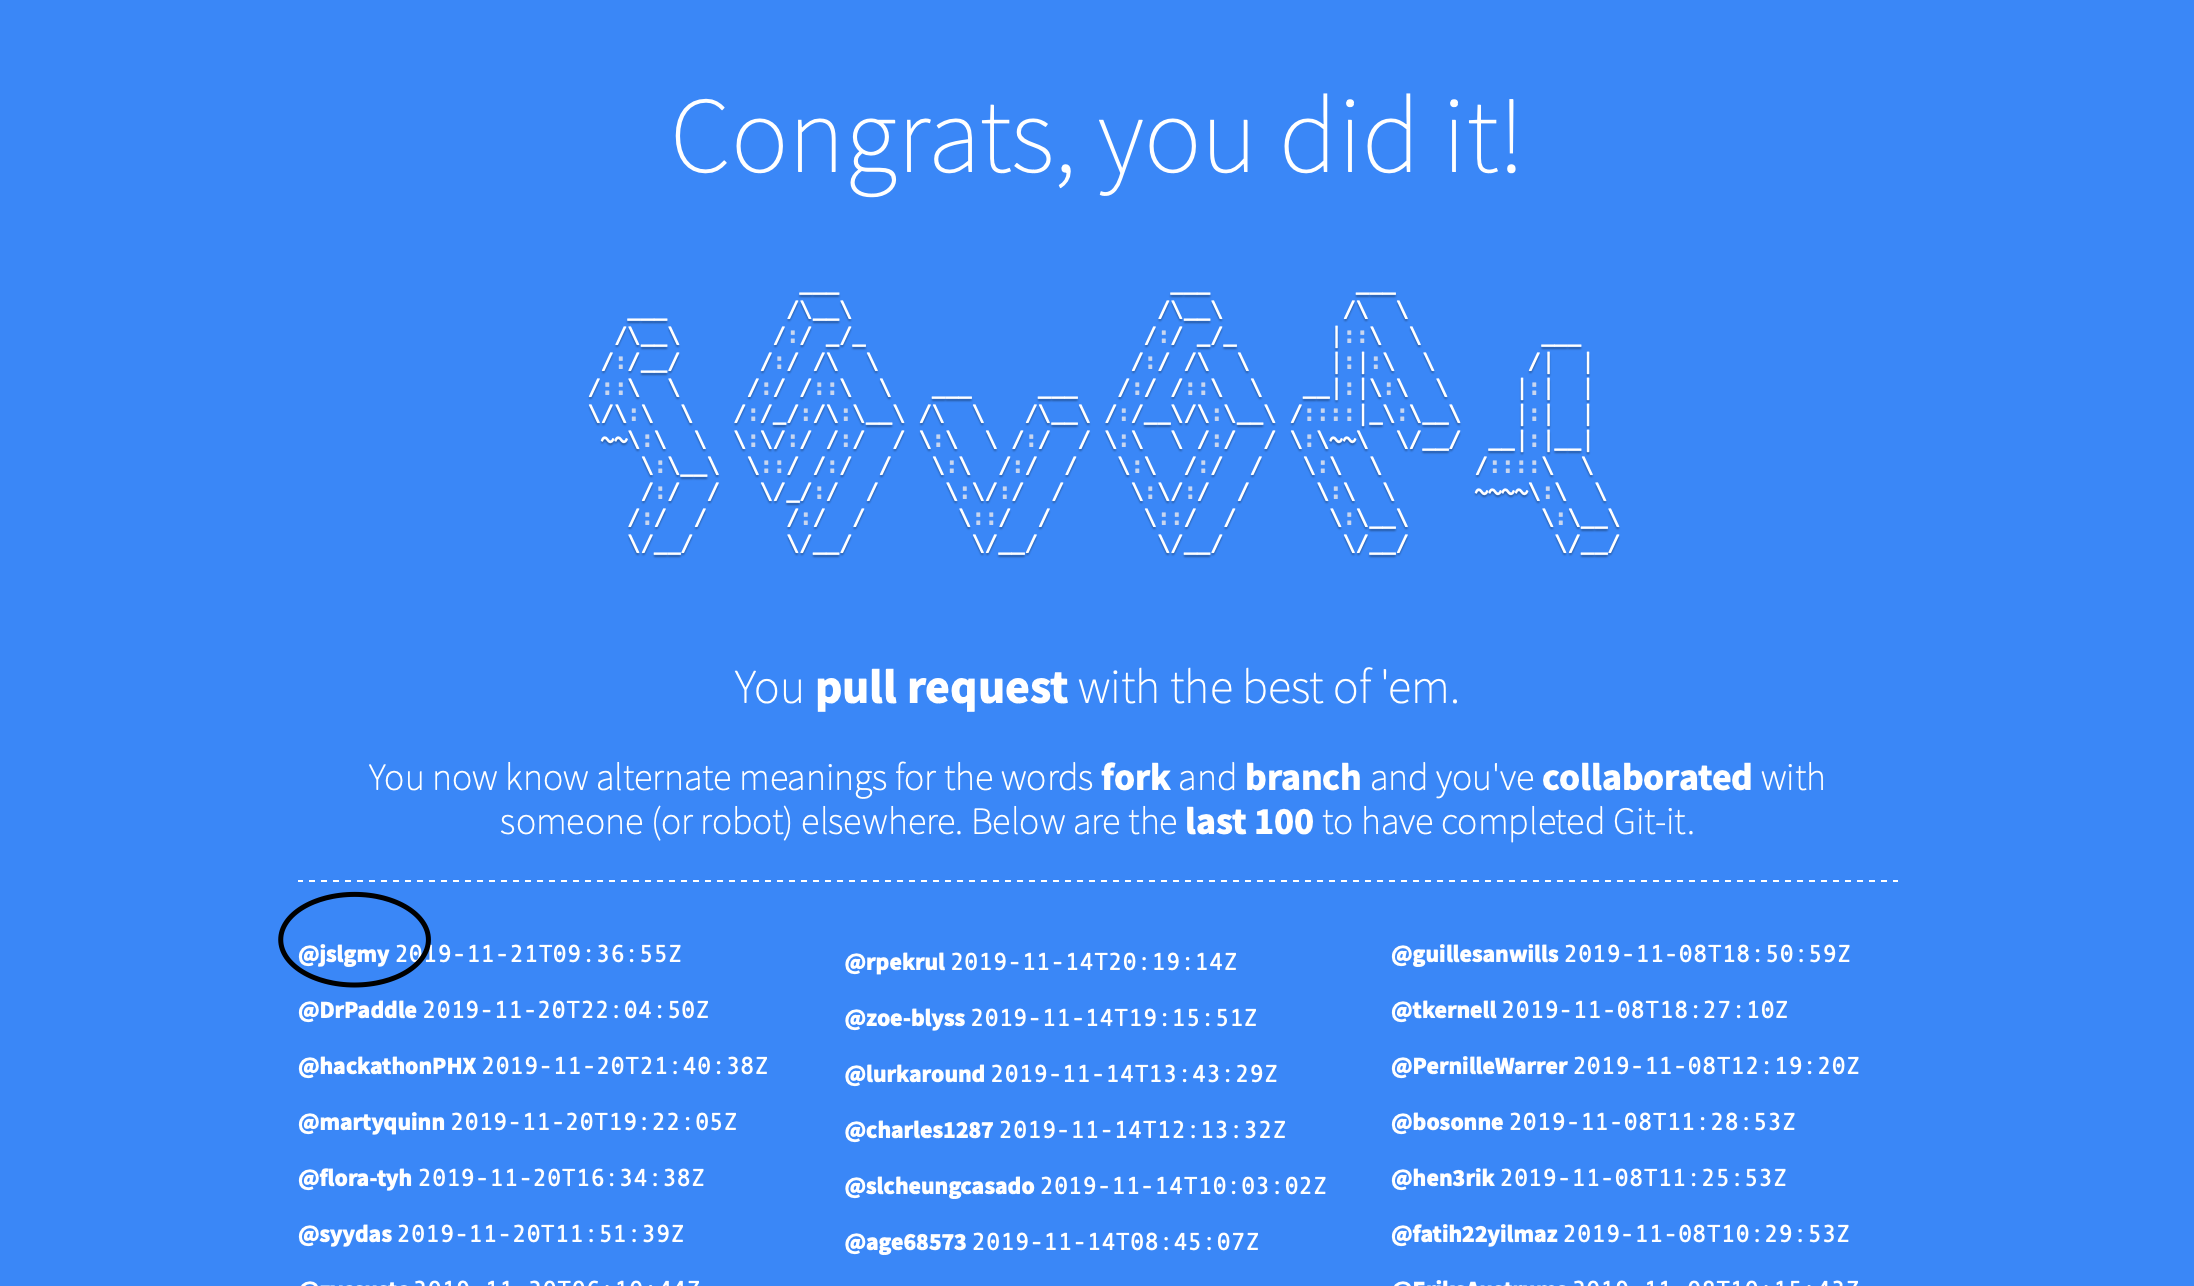 Congrats, you did it!
You pull request with the best of 'em.
You now know alternate meanings for the words fork and branch and you've collaborated with
someone (or robot) elsewhere. Below are the last 100 to have completed Git-it.
@jslgmy 2019-11-21T09:36:55Z
@DrPaddle 2019-11-20T22:04:50Z
@hackathonPHX 2019-11-20T21:40:38Z
@martyquinn 2019-11-20T19:22:05Z
@flora-tyh 2019-11-20T16:34:38Z
@syydas 2019-11-20T11:51:39Z
@rpekrul 2019-11-14T20:19:14Z
@zoe-blyss 2019-11-14T19:15:51Z
@lurkaround 2019-11-14T13:43:29Z
@charles1287 2019-11-14T12:13:32Z
@slcheungcasado 2019-11-14T10:03:02Z
@age68573 2019-11-14T08:45:07Z
@guillesanwills 2019-11-08T18:50:59Z
@tkernell 2019-11-08T18:27:10Z
@PernilleWarrer 2019-11-08T12:19:20Z
@bosonne 2019-11-08T11:28:53Z
@hen3rik 2019-11-08T11:25:53Z
@fatih22yilmaz 2019-11-08T10:29:53Z